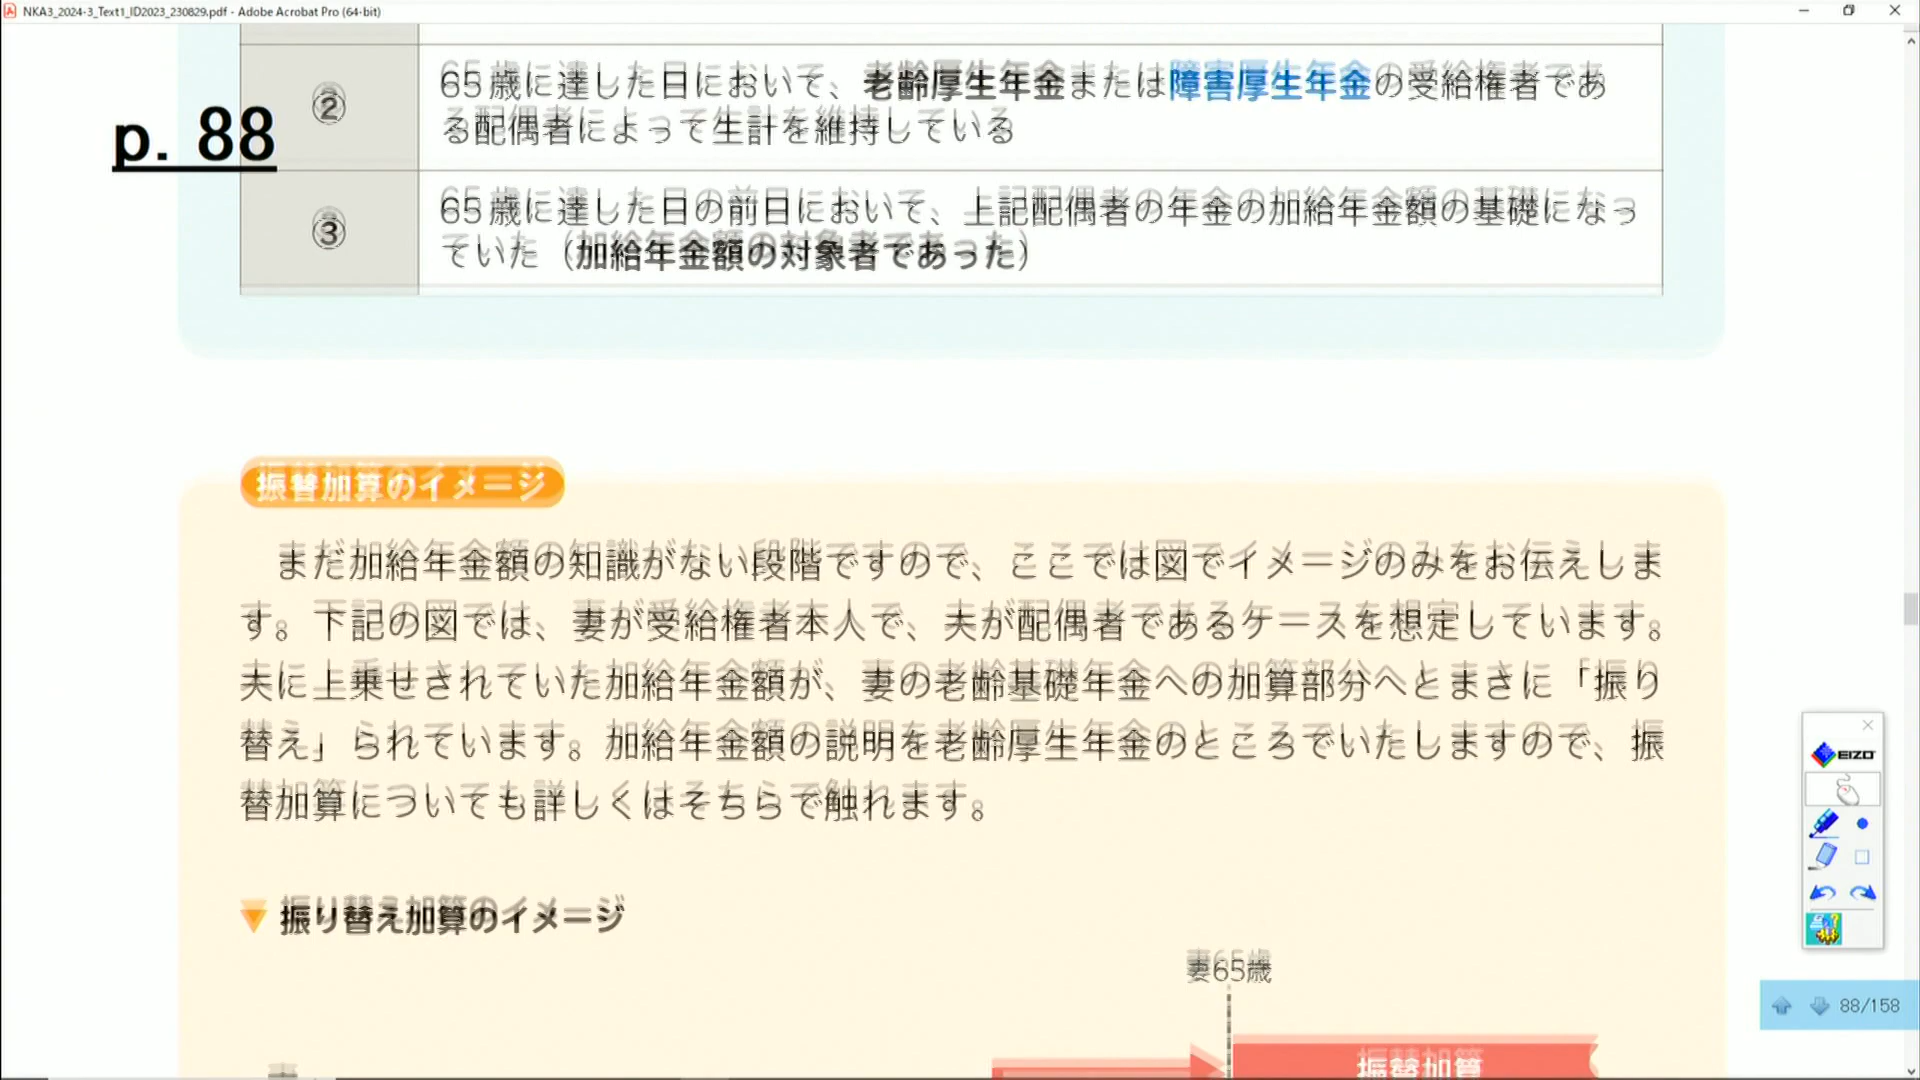 NKA3_2024-3_Text1_ID2023_230829.pdf - Adobe Acrobat Pro (64-bit)
p. 88
② 65歳に達した日において、老齢厚生年金または障害厚生年金の受給権者であ
る配偶者によって生計を維持している
③ 65歳に達した日の前日において、上記配偶者の年金の加給年金額の基礎になっ
ていた（加給年金額の対象者であった）
振替加算のイメージ
まだ加給年金額の知識がない段階ですので、ここでは図でイメージのみをお伝えしま
す。下記の図では、妻が受給権者本人で、夫が配偶者であるケースを想定しています。
夫に上乗せされていた加給年金額が、妻の老齢基礎年金への加算部分へとまさに「振り
替え」られています。加給年金額の説明を老齢厚生年金のところでいたしますので、振
替加算についても詳しくはそちらで触れます。
▼ 振り替え加算のイメージ
妻65歳
妻
振替加算
EIZO
88/158